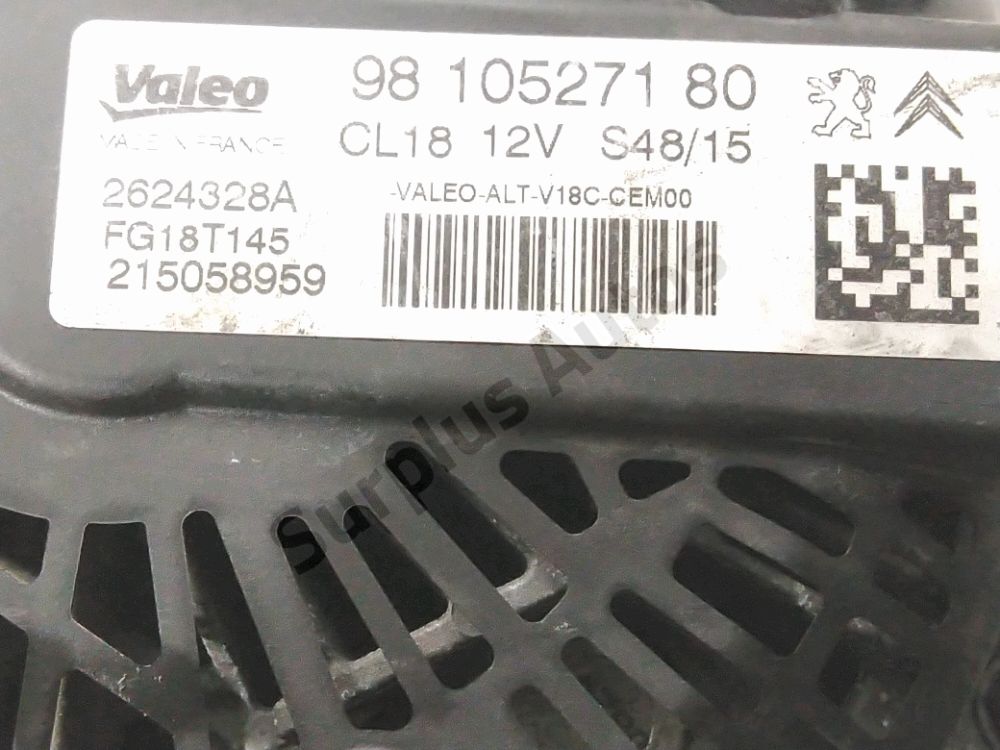 Valeo
98 105271 80
MADE IN FRANCE
CL18 12V S48/15
2624328A
-VALEO-ALT-V18C-CEM00
FG18T145
215058959
Surplus Autos